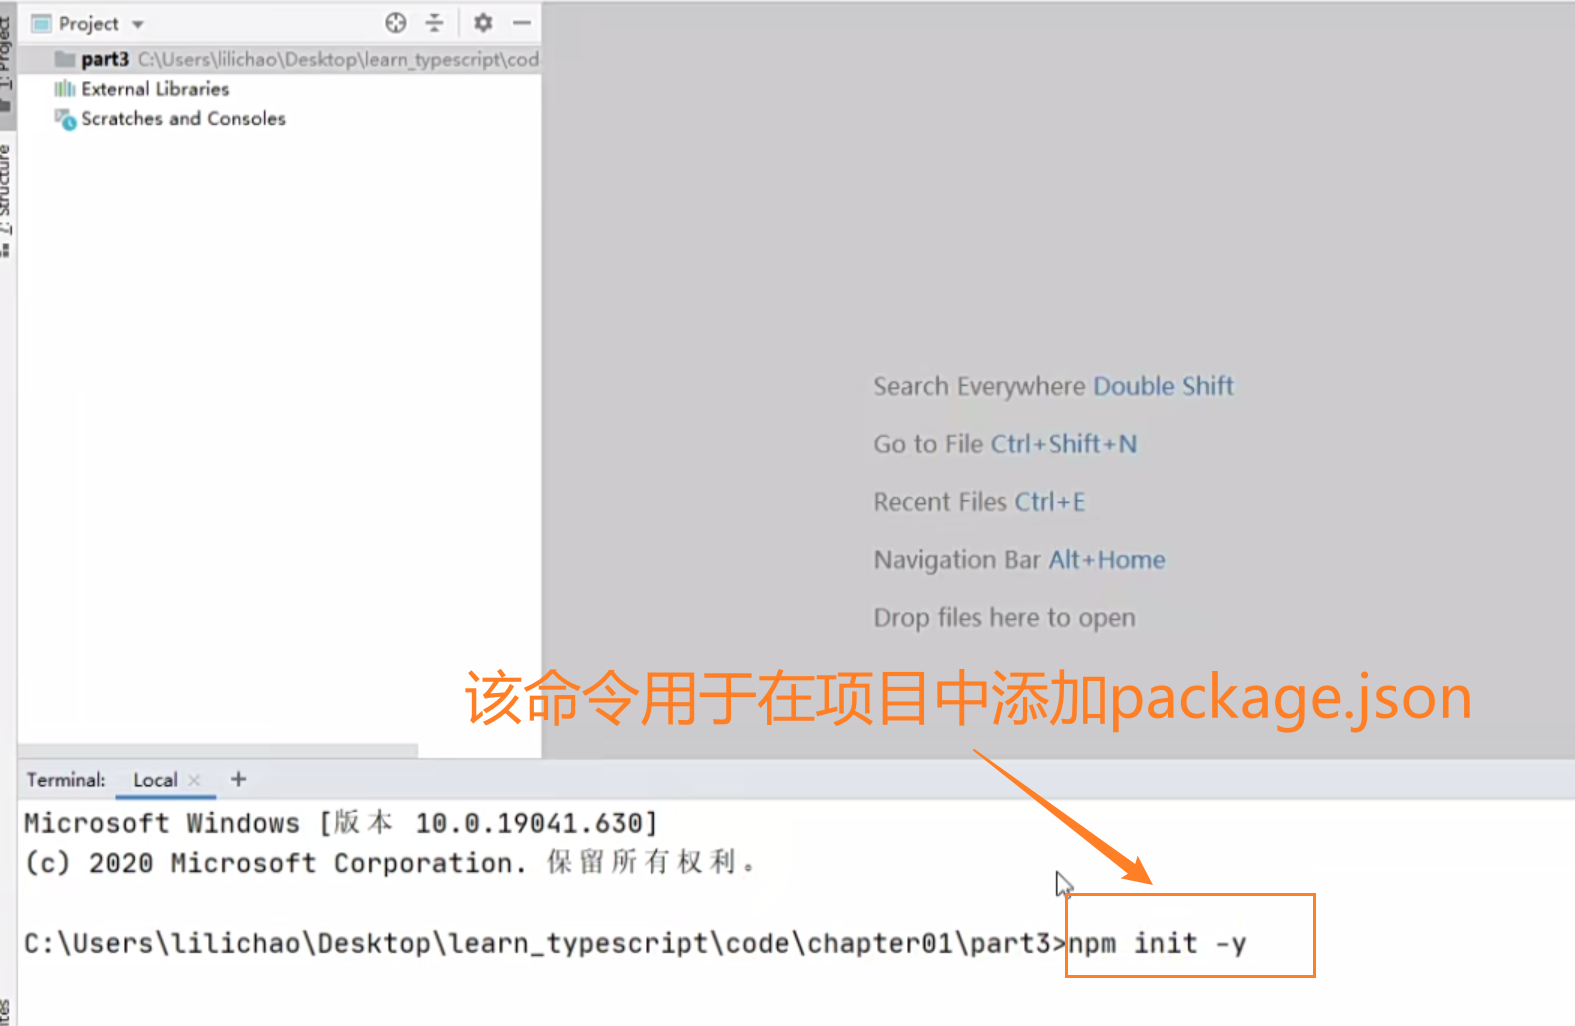 Project
1: Project
part3 C:\Users\lilichao\Desktop\learn_typescript\cod
External Libraries
Scratches and Consoles
7: Structure
Search Everywhere Double Shift
Go to File Ctrl+Shift+N
Recent Files Ctrl+E
Navigation Bar Alt+Home
Drop files here to open
该命令用于在项目中添加package.json
Terminal: Local × +
Microsoft Windows [版本 10.0.19041.630]
(c) 2020 Microsoft Corporation. 保留所有权利。
C:\Users\lilichao\Desktop\learn_typescript\code\chapter01\part3>npm init -y